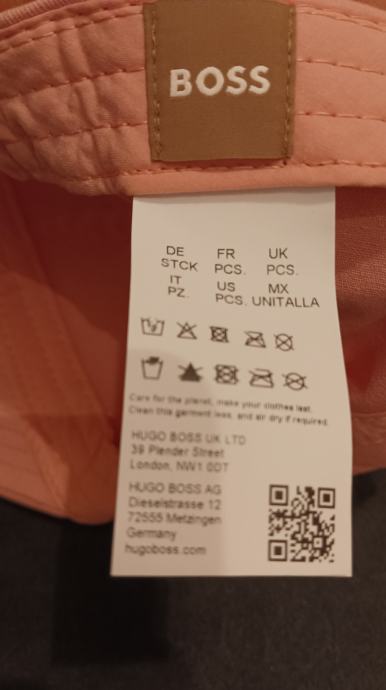 BOSS
DE FR UK
STCK PCS. PCS.
IT US MX
PZ. PCS. UNITALLA
Care for the planet, make your clothes last.
Clean this garment less, and air dry if required.
HUGO BOSS UK LTD
39 Plender Street
London, NW1 0DT
HUGO BOSS AG
Dieselstrasse 12
72555 Metzingen
Germany
hugoboss.com